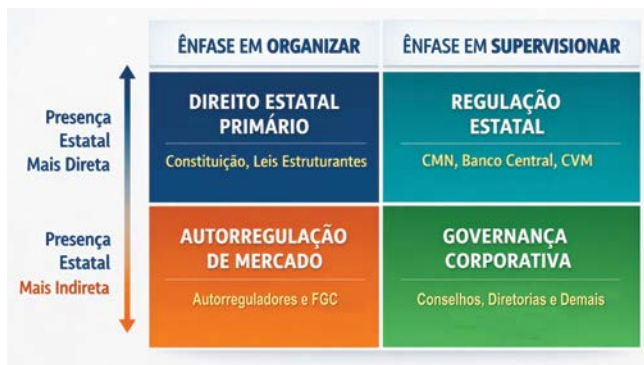 ÊNFASE EM ORGANIZAR
ÊNFASE EM SUPERVISIONAR
Presença
Estatal
Mais Direta
DIREITO ESTATAL
PRIMÁRIO
Constituição, Leis Estruturantes
REGULAÇÃO
ESTATAL
CMN, Banco Central, CVM
Presença
Estatal
Mais Indireta
AUTORREGULAÇÃO
DE MERCADO
Autorreguladores e FGC
GOVERNANÇA
CORPORATIVA
Conselhos, Diretorias e Demais